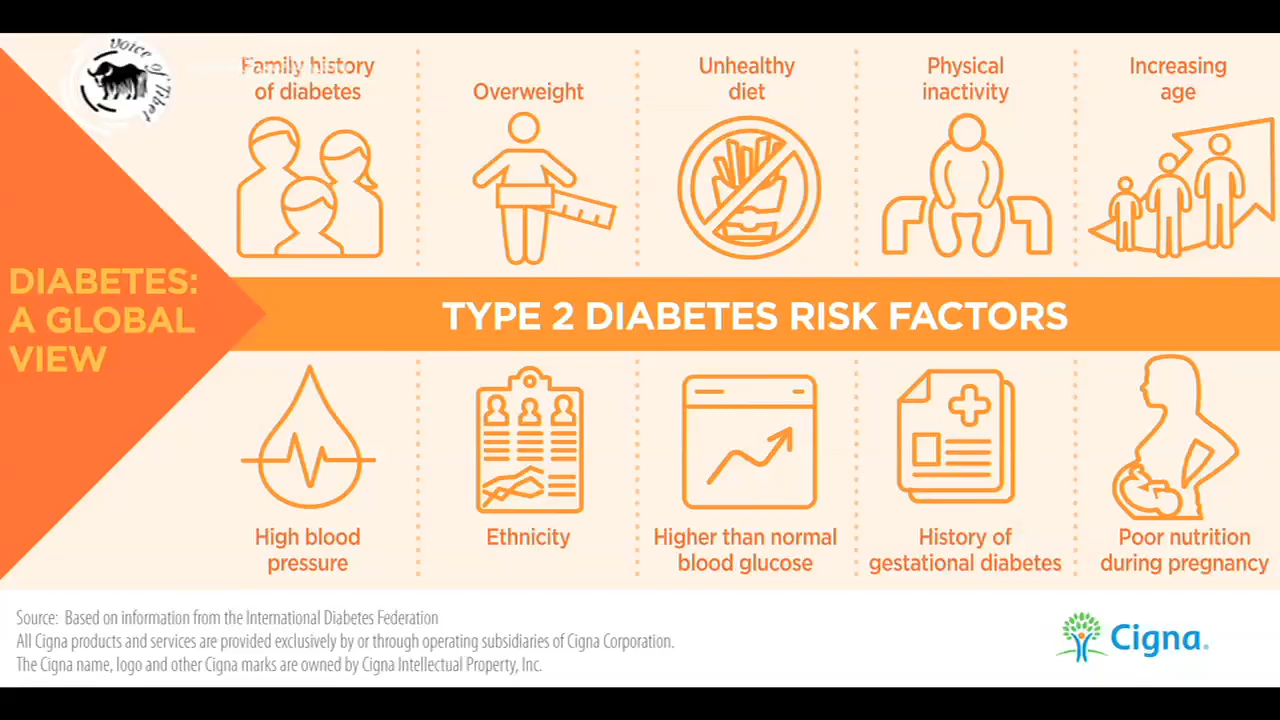 voice of Tibet
Family history
of diabetes
Overweight
Unhealthy
diet
Physical
inactivity
Increasing
age
DIABETES:
A GLOBAL
VIEW
TYPE 2 DIABETES RISK FACTORS
High blood
pressure
Ethnicity
Higher than normal
blood glucose
History of
gestational diabetes
Poor nutrition
during pregnancy
Source: Based on information from the International Diabetes Federation
All Cigna products and services are provided exclusively by or through operating subsidiaries of Cigna Corporation.
The Cigna name, logo and other Cigna marks are owned by Cigna Intellectual Property, Inc.
Cigna.